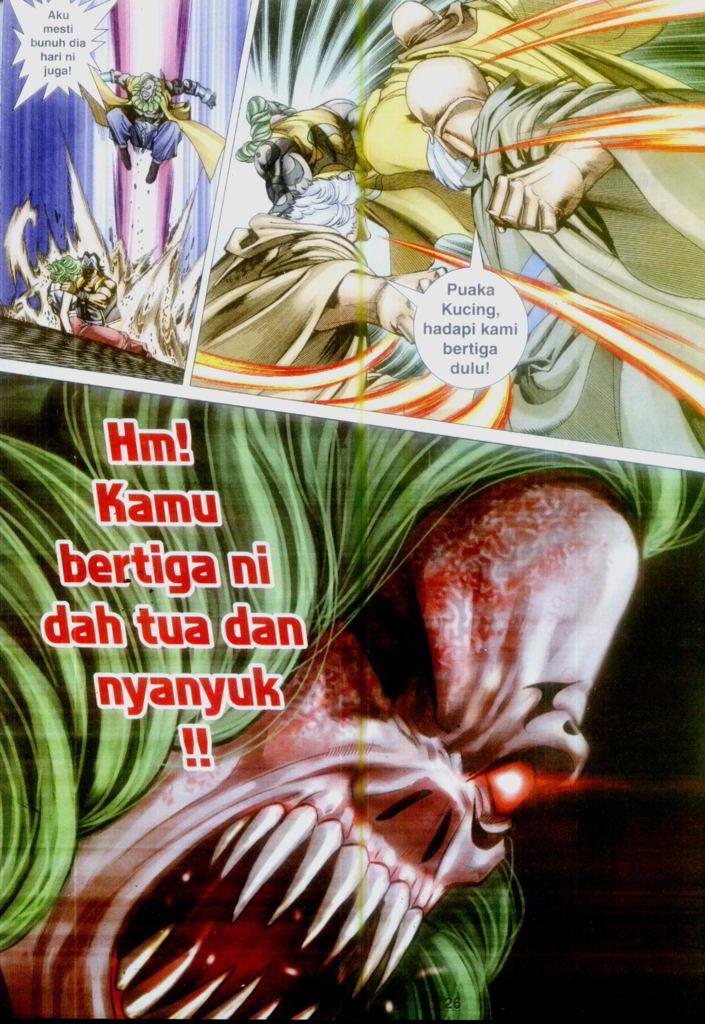 Aku
mesti
bunuh dia
hari ni
juga!
Puaka
Kucing,
hadapi kami
bertiga
dulu!
Hm!
Kamu
bertiga ni
dah tua dan
nyanyuk
!!
26